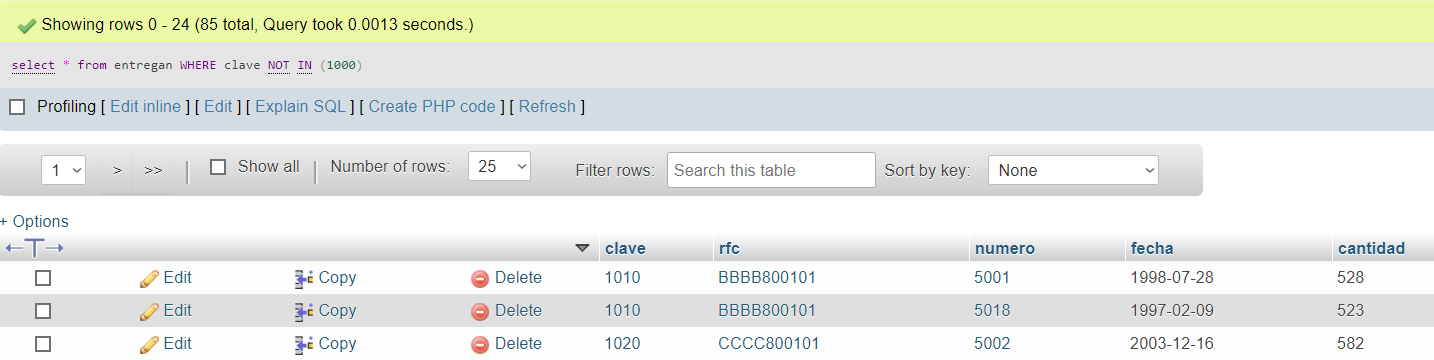 Showing rows 0 - 24 (85 total, Query took 0.0013 seconds.)
select * from entregan WHERE clave NOT IN (1000)
Profiling [ Edit inline ] [ Edit ] [ Explain SQL ] [ Create PHP code ] [ Refresh ]
1 > >> Show all Number of rows: 25 Filter rows: Search this table Sort by key: None
+ Options
←T→ clave rfc numero fecha cantidad
Edit Copy Delete 1010 BBBB800101 5001 1998-07-28 528
Edit Copy Delete 1010 BBBB800101 5018 1997-02-09 523
Edit Copy Delete 1020 CCCC800101 5002 2003-12-16 582